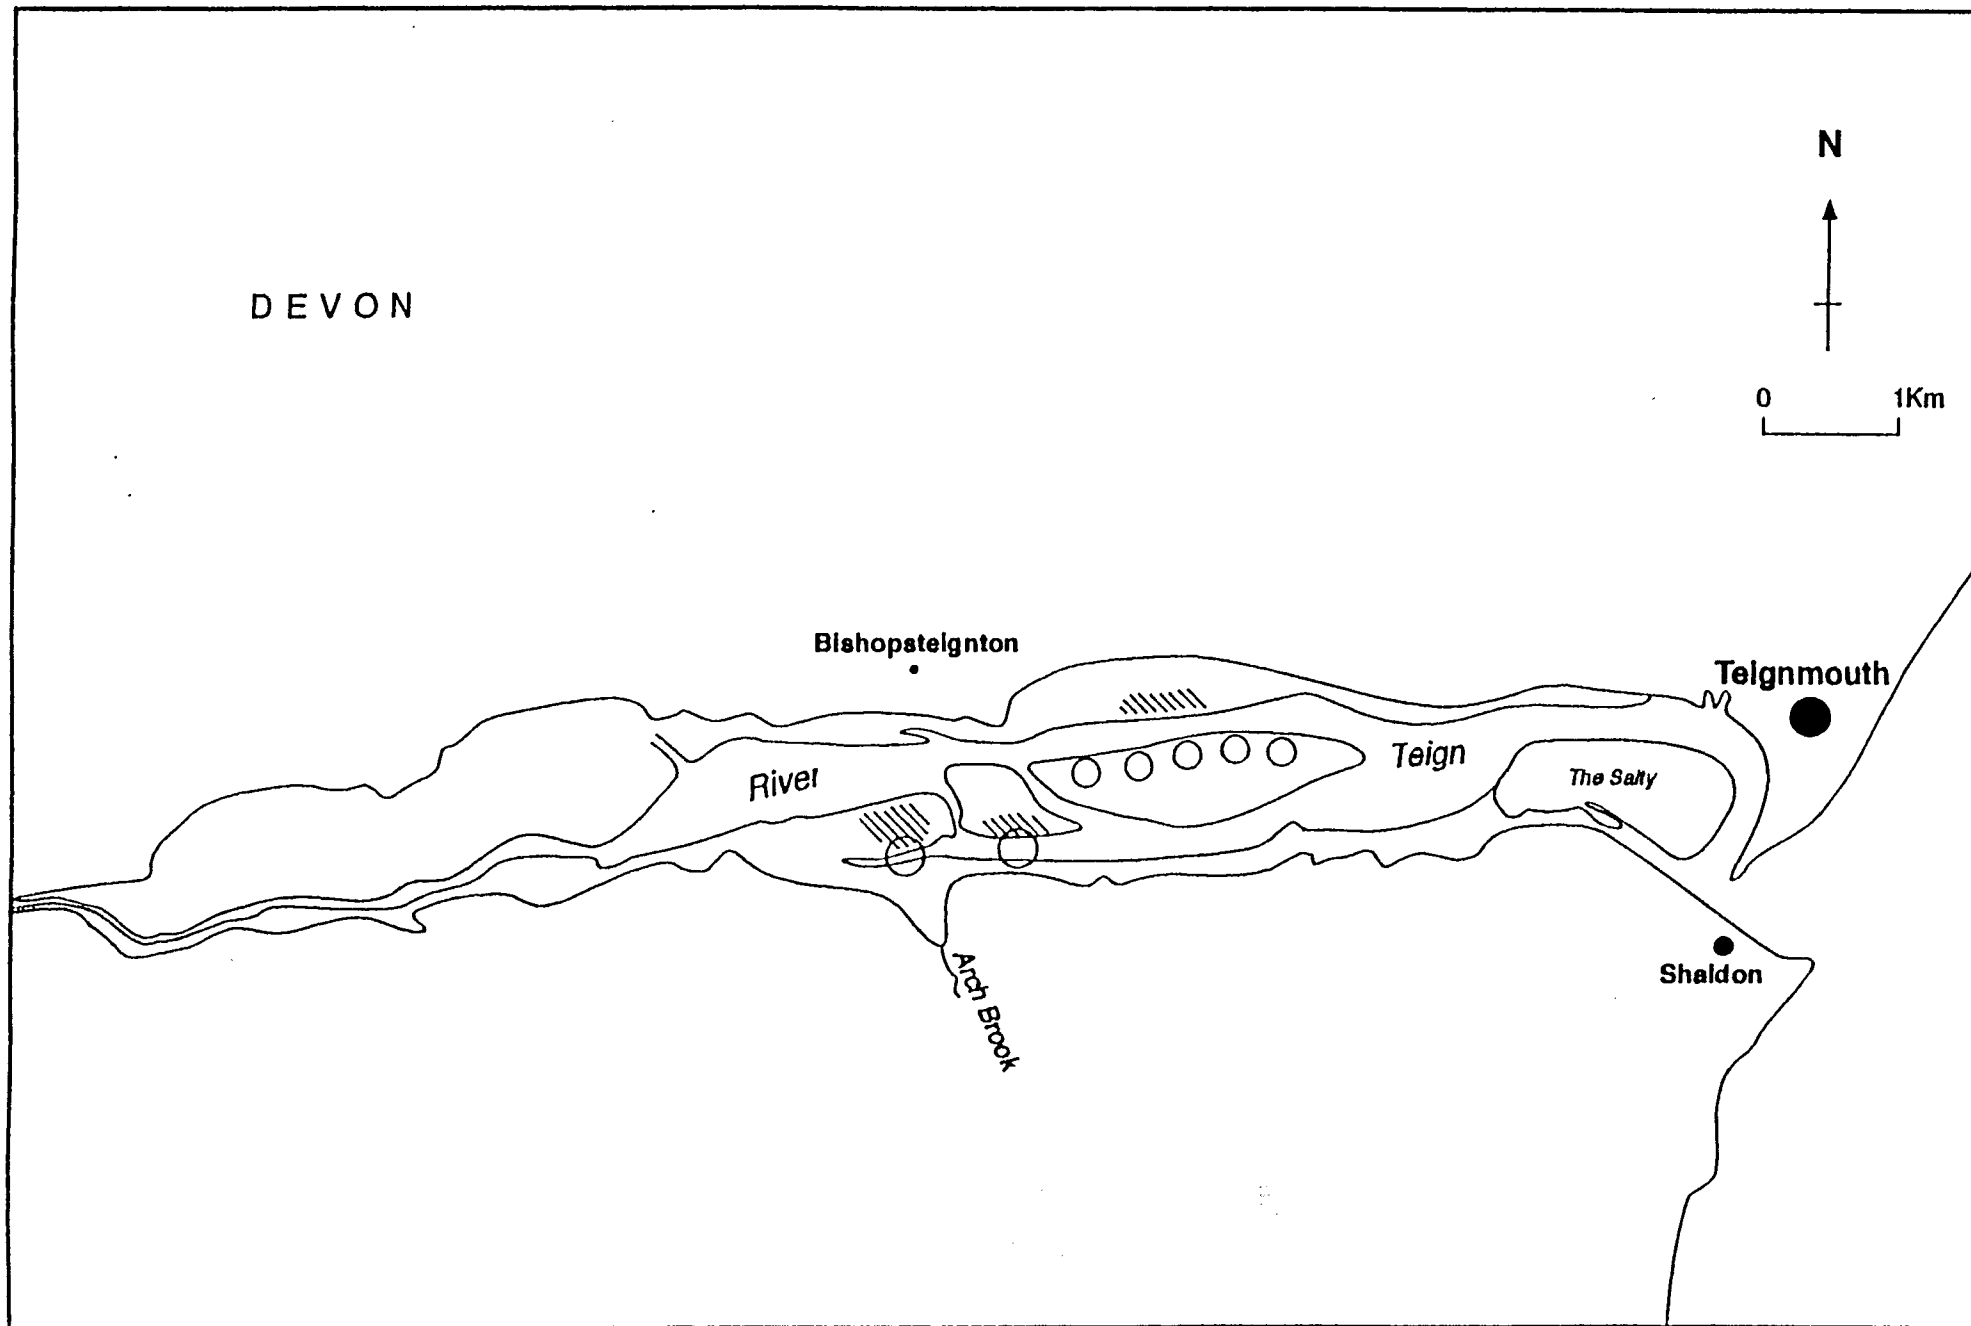 N
DEVON
0 1Km
Bishopsteignton
Teignmouth
River Teign
The Salty
Shaldon
Arch Brook